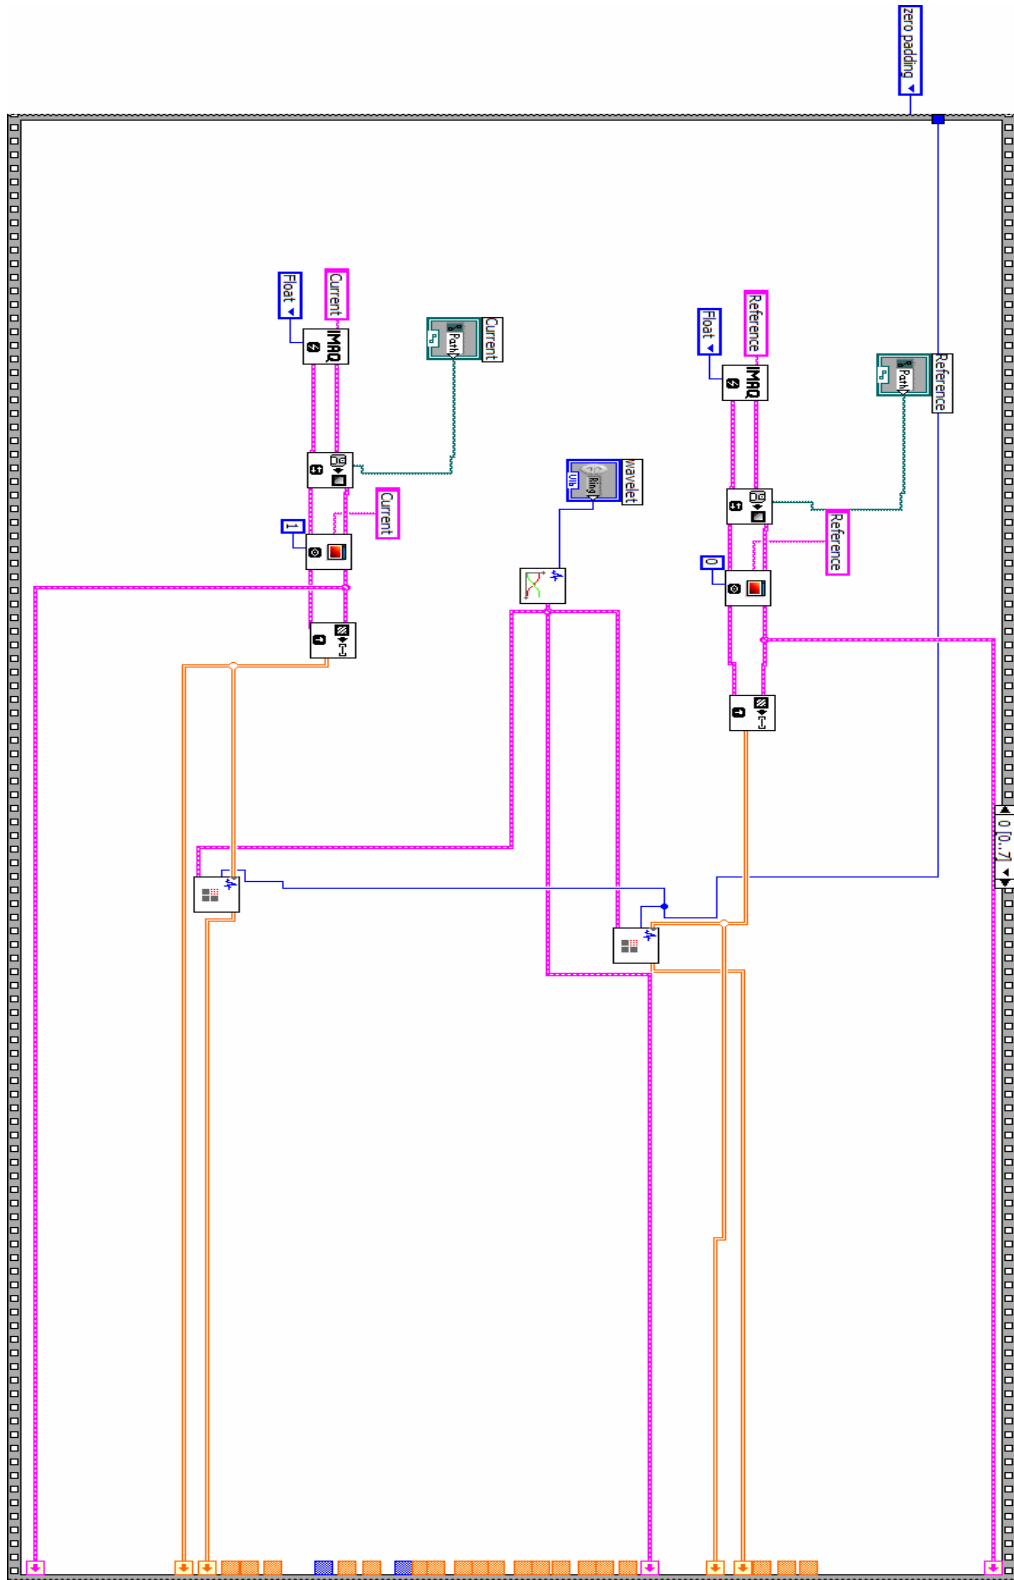 0 [0..7]
zero padding
Reference
Path
Reference
Reference
IMAQ
Float
0
wavelet
Ring
U16
Current
Path
Current
Current
IMAQ
Float
1